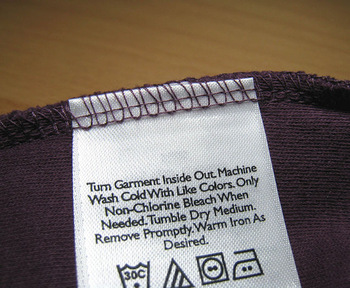 Turn Garment Inside Out. Machine
Wash Cold With Like Colors. Only
Non-Chlorine Bleach When
Needed. Tumble Dry Medium.
Remove Promptly. Warm Iron As
Desired.
30C